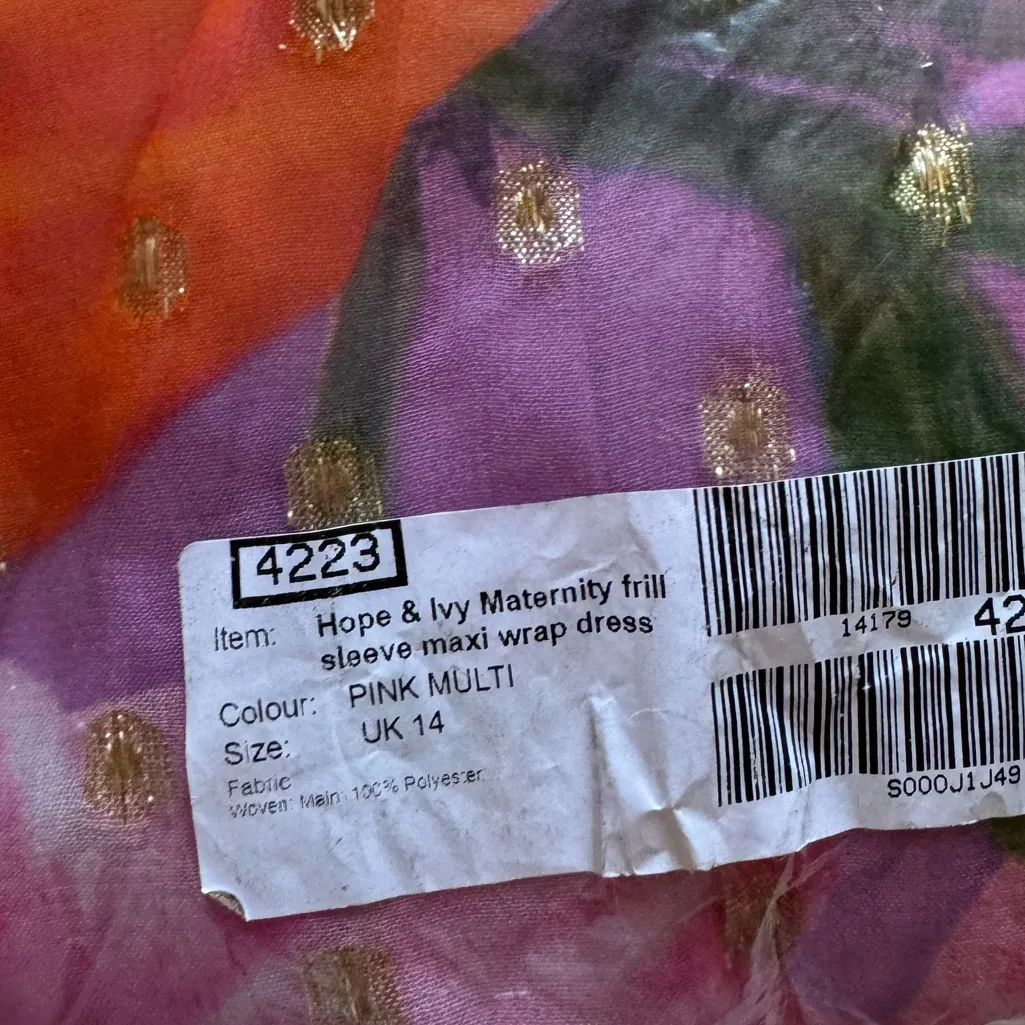 4223
Item: Hope & Ivy Maternity frill
sleeve maxi wrap dress
Colour: PINK MULTI
Size: UK 14
Fabric
Woven: Main: 100% Polyester
14179 42
S000J1J49